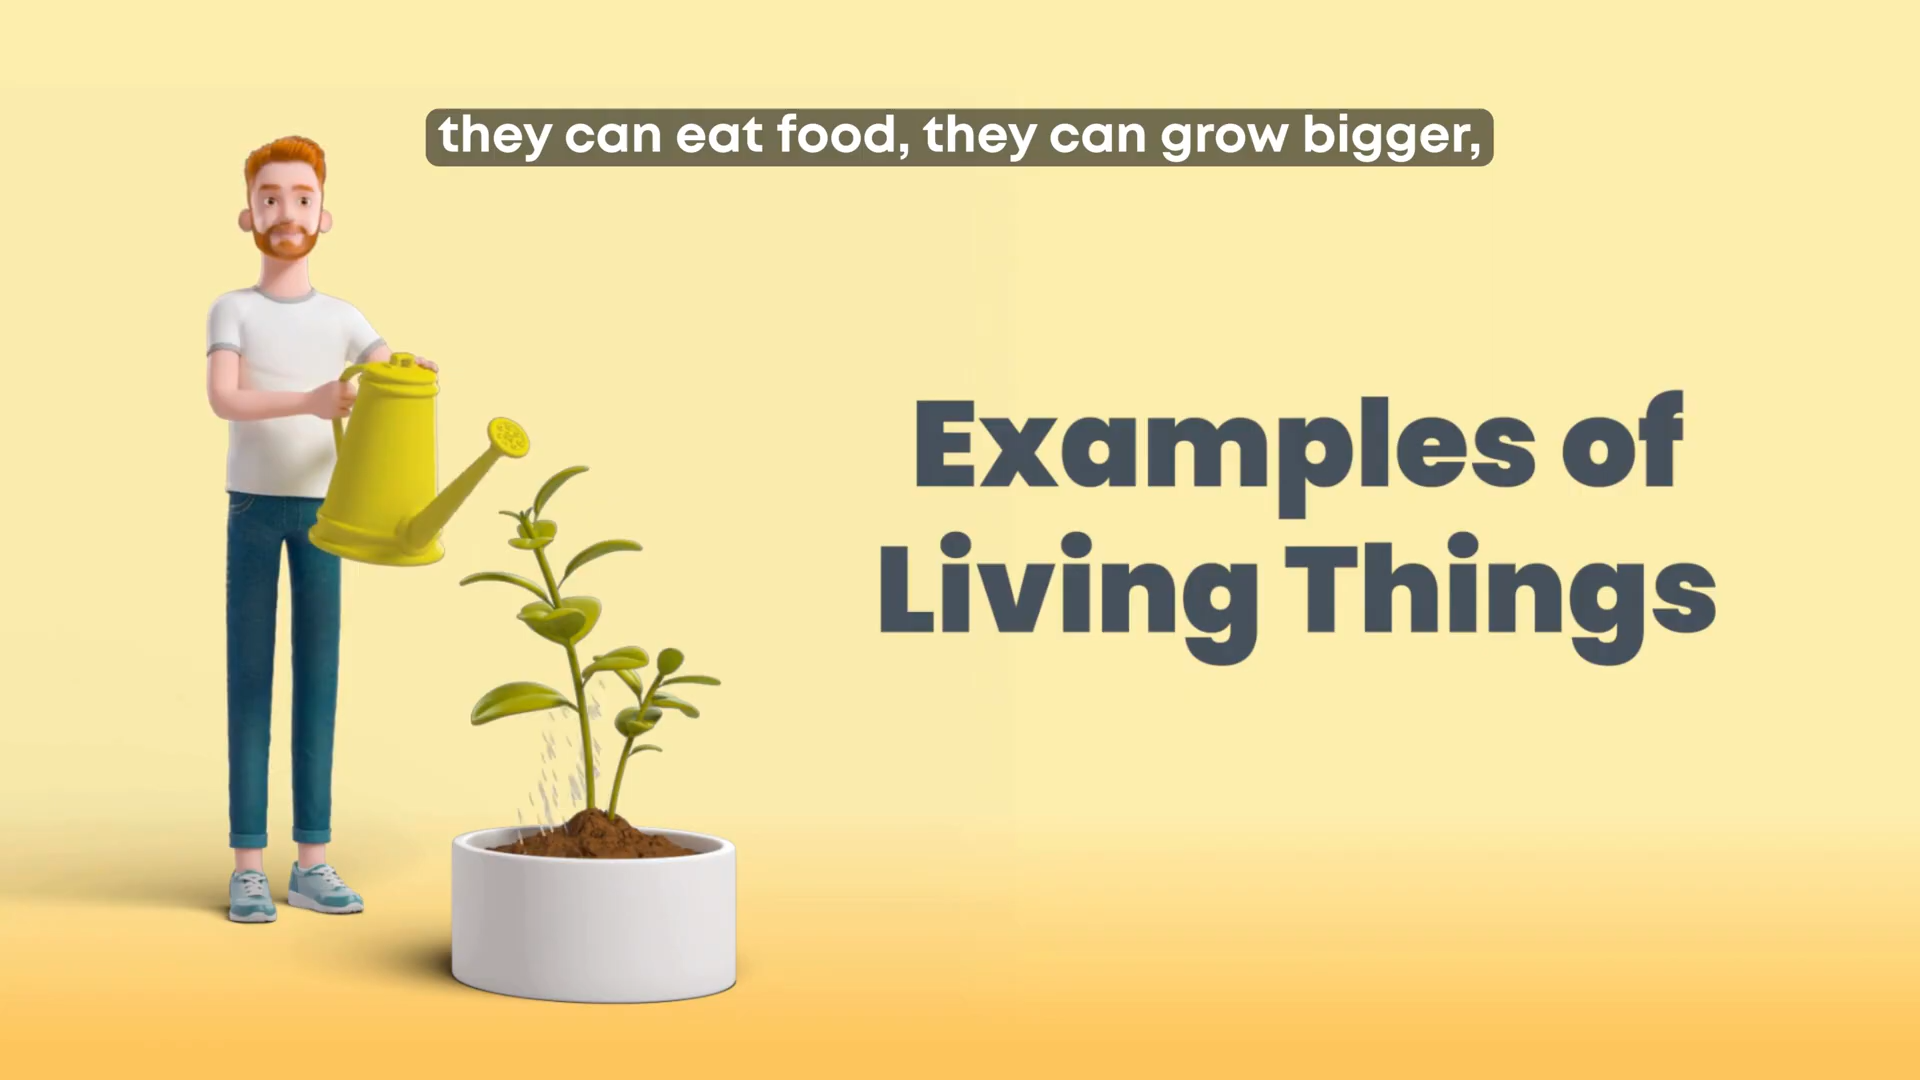 they can eat food, they can grow bigger,
Examples of
Living Things